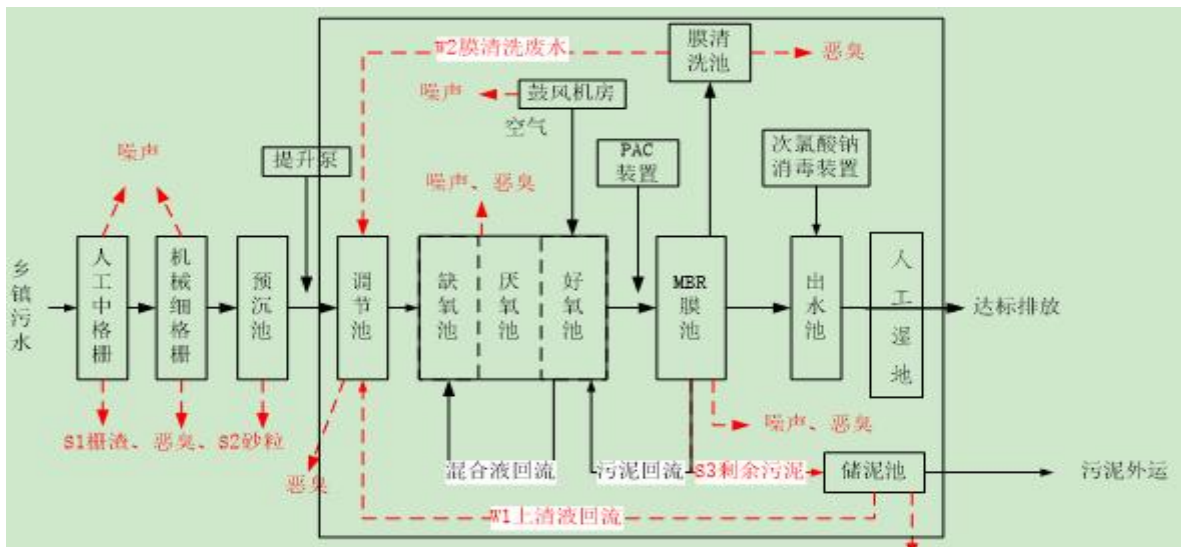 W2膜清洗废水
膜清洗池
恶臭
噪声
鼓风机房
空气
噪声
提升泵
噪声、恶臭
PAC
装置
次氯酸钠
消毒装置
乡镇污水
人工中格栅
机械细格栅
预沉池
调节池
缺氧池
厌氧池
好氧池
MBR
膜池
出水池
人工湿地
达标排放
S1栅渣、恶臭、S2砂粒
噪声、恶臭
恶臭
混合液回流
污泥回流
S3剩余污泥
储泥池
污泥外运
W1上清液回流